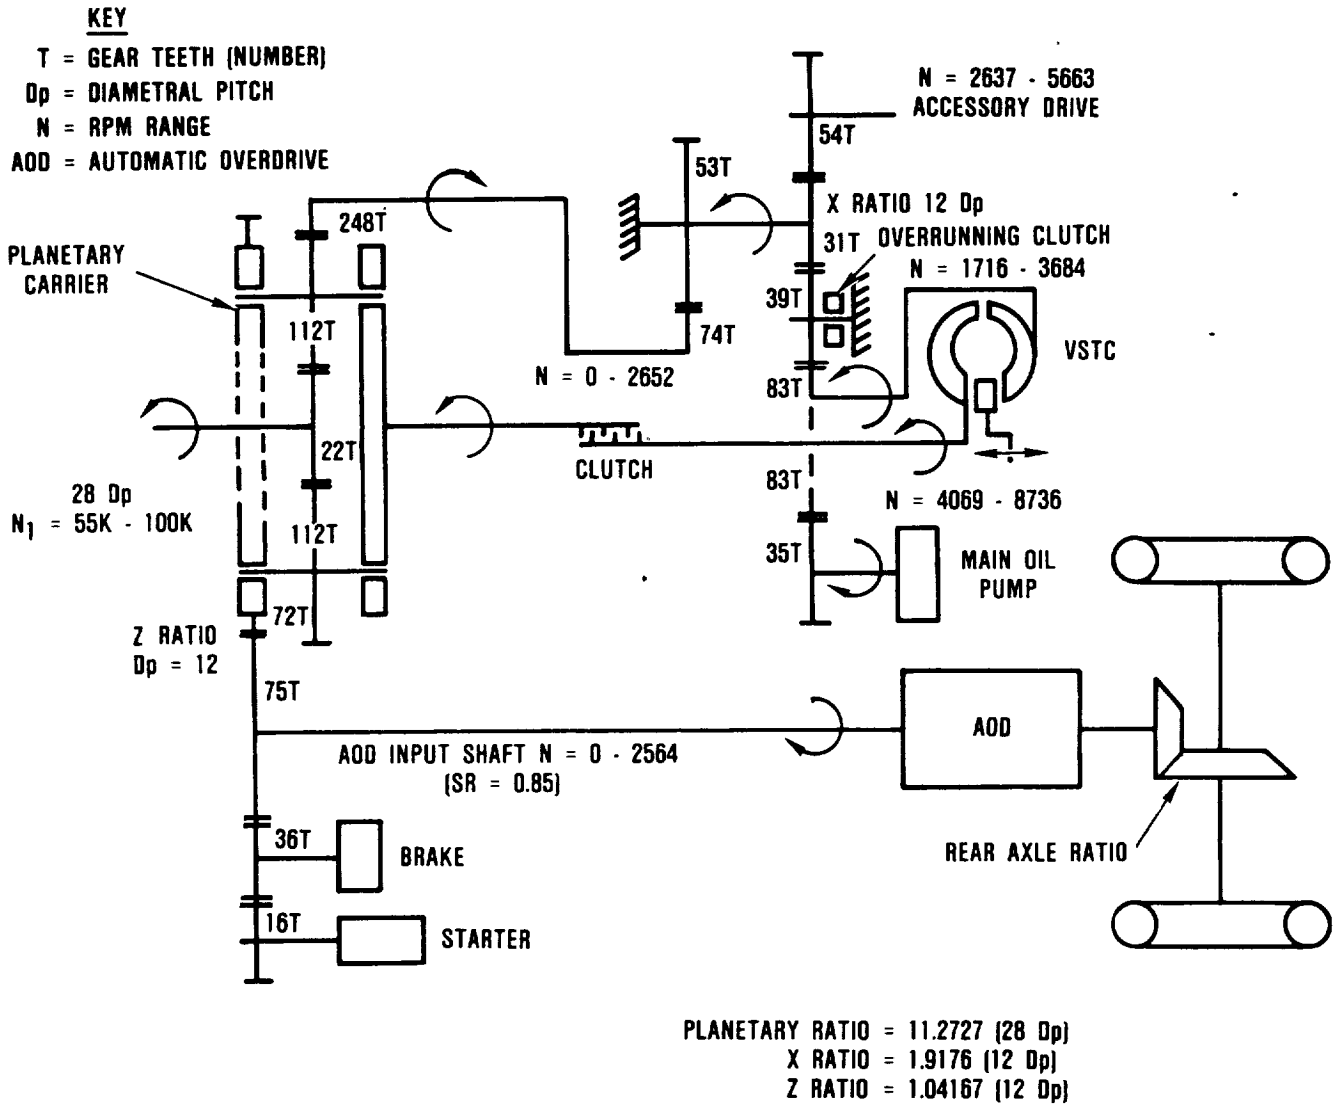 KEY
T = GEAR TEETH (NUMBER)
Dp = DIAMETRAL PITCH
N = RPM RANGE
AOD = AUTOMATIC OVERDRIVE
N = 2637 - 5663
ACCESSORY DRIVE
54T
53T
X RATIO 12 Dp
248T
31T
OVERRUNNING CLUTCH
N = 1716 - 3684
PLANETARY
CARRIER
39T
112T
74T
VSTC
N = 0 - 2652
83T
22T
CLUTCH
83T
28 Dp
N1 = 55K - 100K
N = 4069 - 8736
112T
35T
MAIN OIL
PUMP
72T
Z RATIO
Dp = 12
75T
AOD
AOD INPUT SHAFT N = 0 - 2564
(SR = 0.85)
36T
BRAKE
REAR AXLE RATIO
16T
STARTER
PLANETARY RATIO = 11.2727 (28 Dp)
X RATIO = 1.9176 (12 Dp)
Z RATIO = 1.04167 (12 Dp)